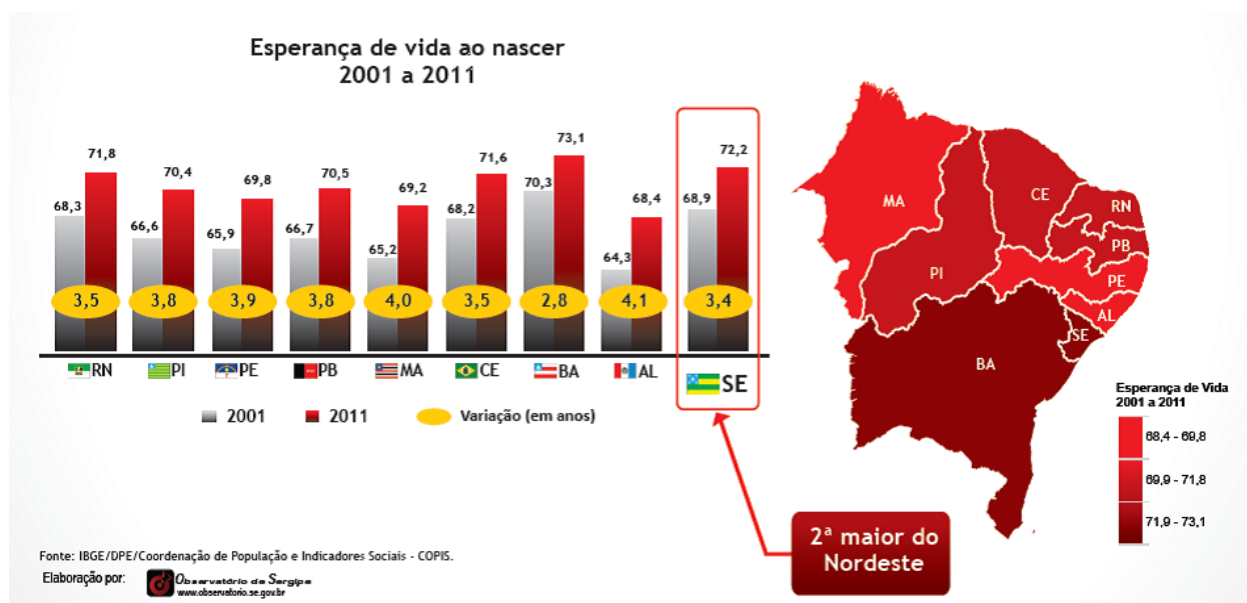 Esperança de vida ao nascer
2001 a 2011
68,3
71,8
3,5
RN
66,6
70,4
3,8
PI
65,9
69,8
3,9
PE
66,7
70,5
3,8
PB
65,2
69,2
4,0
MA
68,2
71,6
3,5
CE
70,3
73,1
2,8
BA
64,3
68,4
4,1
AL
68,9
72,2
3,4
SE
2001
2011
Variação (em anos)
MA
CE
RN
PB
PI
PE
AL
SE
BA
Esperança de Vida
2001 a 2011
68,4 - 69,8
69,9 - 71,8
71,9 - 73,1
2ª maior do
Nordeste
Fonte: IBGE/DPE/Coordenação de População e Indicadores Sociais - COPIS.
Elaboração por:
Observatório de Sergipe
www.observatorio.se.gov.br